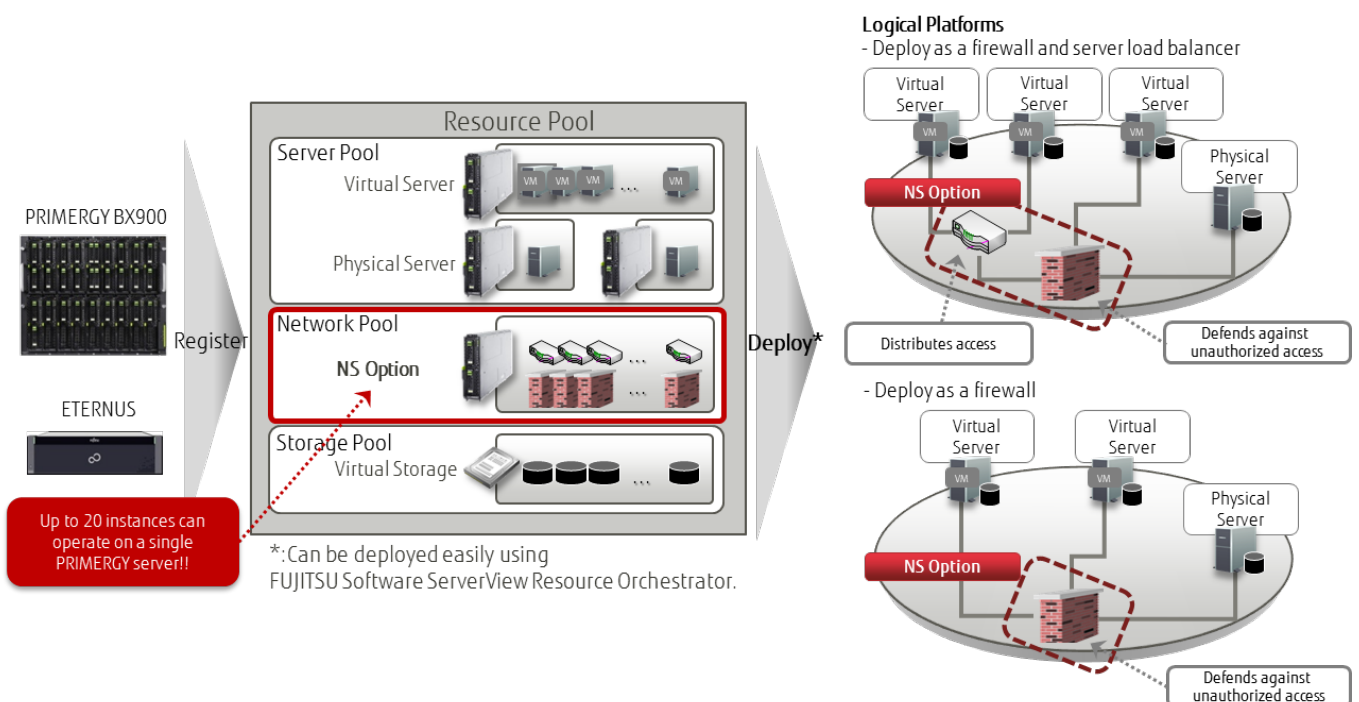 PRIMERGY BX900
ETERNUS
Up to 20 instances can
operate on a single
PRIMERGY server!!
Register
Resource Pool
Server Pool
Virtual Server
VM
VM
VM
...
VM
Physical Server
Network Pool
NS Option
...
...
Storage Pool
Virtual Storage
...
*:Can be deployed easily using
FUJITSU Software ServerView Resource Orchestrator.
Deploy*
Logical Platforms
- Deploy as a firewall and server load balancer
Virtual
Server
Virtual
Server
Virtual
Server
VM
VM
VM
Physical
Server
NS Option
Distributes access
Defends against
unauthorized access
- Deploy as a firewall
Virtual
Server
Virtual
Server
VM
VM
Physical
Server
NS Option
Defends against
unauthorized access